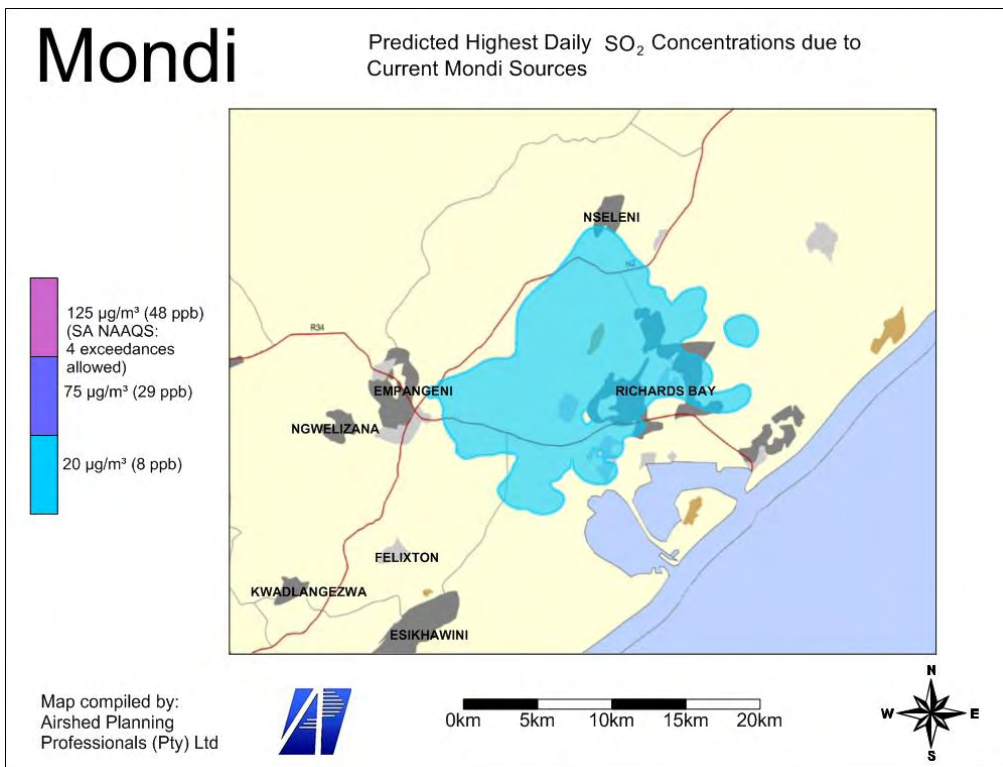 Mondi
Predicted Highest Daily SO₂ Concentrations due to
Current Mondi Sources
125 µg/m³ (48 ppb)
(SA NAAQS:
4 exceedances
allowed)
75 µg/m³ (29 ppb)
20 µg/m³ (8 ppb)
NSELENI
N2
R34
EMPANGENI
RICHARDS BAY
NGWELIZANA
FELIXTON
KWADLANGEZWA
ESIKHAWINI
Map compiled by:
Airshed Planning
Professionals (Pty) Ltd
0km 5km 10km 15km 20km
N
W E
S